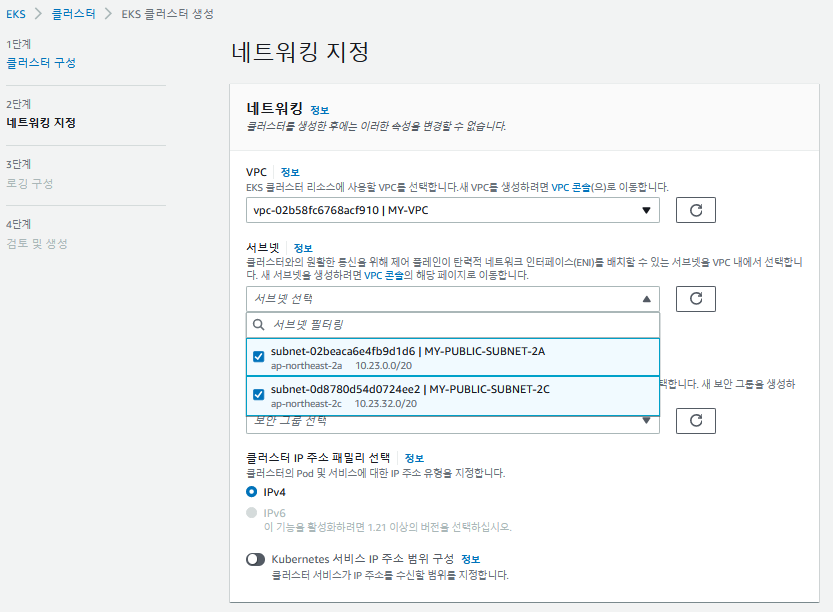 EKS > 클러스터 > EKS 클러스터 생성
1단계
클러스터 구성
2단계
네트워킹 지정
3단계
로깅 구성
4단계
검토 및 생성
네트워킹 지정
네트워킹 정보
클러스터를 생성한 후에는 이러한 속성을 변경할 수 없습니다.
VPC 정보
EKS 클러스터 리소스에 사용할 VPC를 선택합니다.새 VPC를 생성하려면 VPC 콘솔(으)로 이동합니다.
vpc-02b58fc6768acf910 | MY-VPC
서브넷 정보
클러스터와의 원활한 통신을 위해 제어 플레인이 탄력적 네트워크 인터페이스(ENI)를 배치할 수 있는 서브넷을 VPC 내에서 선택합니
다. 새 서브넷을 생성하려면 VPC 콘솔의 해당 페이지로 이동합니다.
서브넷 선택
서브넷 필터링
subnet-02beaca6e4fb9d1d6 | MY-PUBLIC-SUBNET-2A
ap-northeast-2a 10.23.0.0/20
subnet-0d8780d54d0724ee2 | MY-PUBLIC-SUBNET-2C
ap-northeast-2c 10.23.32.0/20
택합니다. 새 보안 그룹을 생성하
보안 그룹 선택
클러스터 IP 주소 패밀리 선택 정보
클러스터의 Pod 및 서비스에 대한 IP 주소 유형을 지정합니다.
IPv4
IPv6
이 기능을 활성화하려면 1.21 이상의 버전을 선택하십시오.
Kubernetes 서비스 IP 주소 범위 구성 정보
클러스터 서비스가 IP 주소를 수신할 범위를 지정합니다.